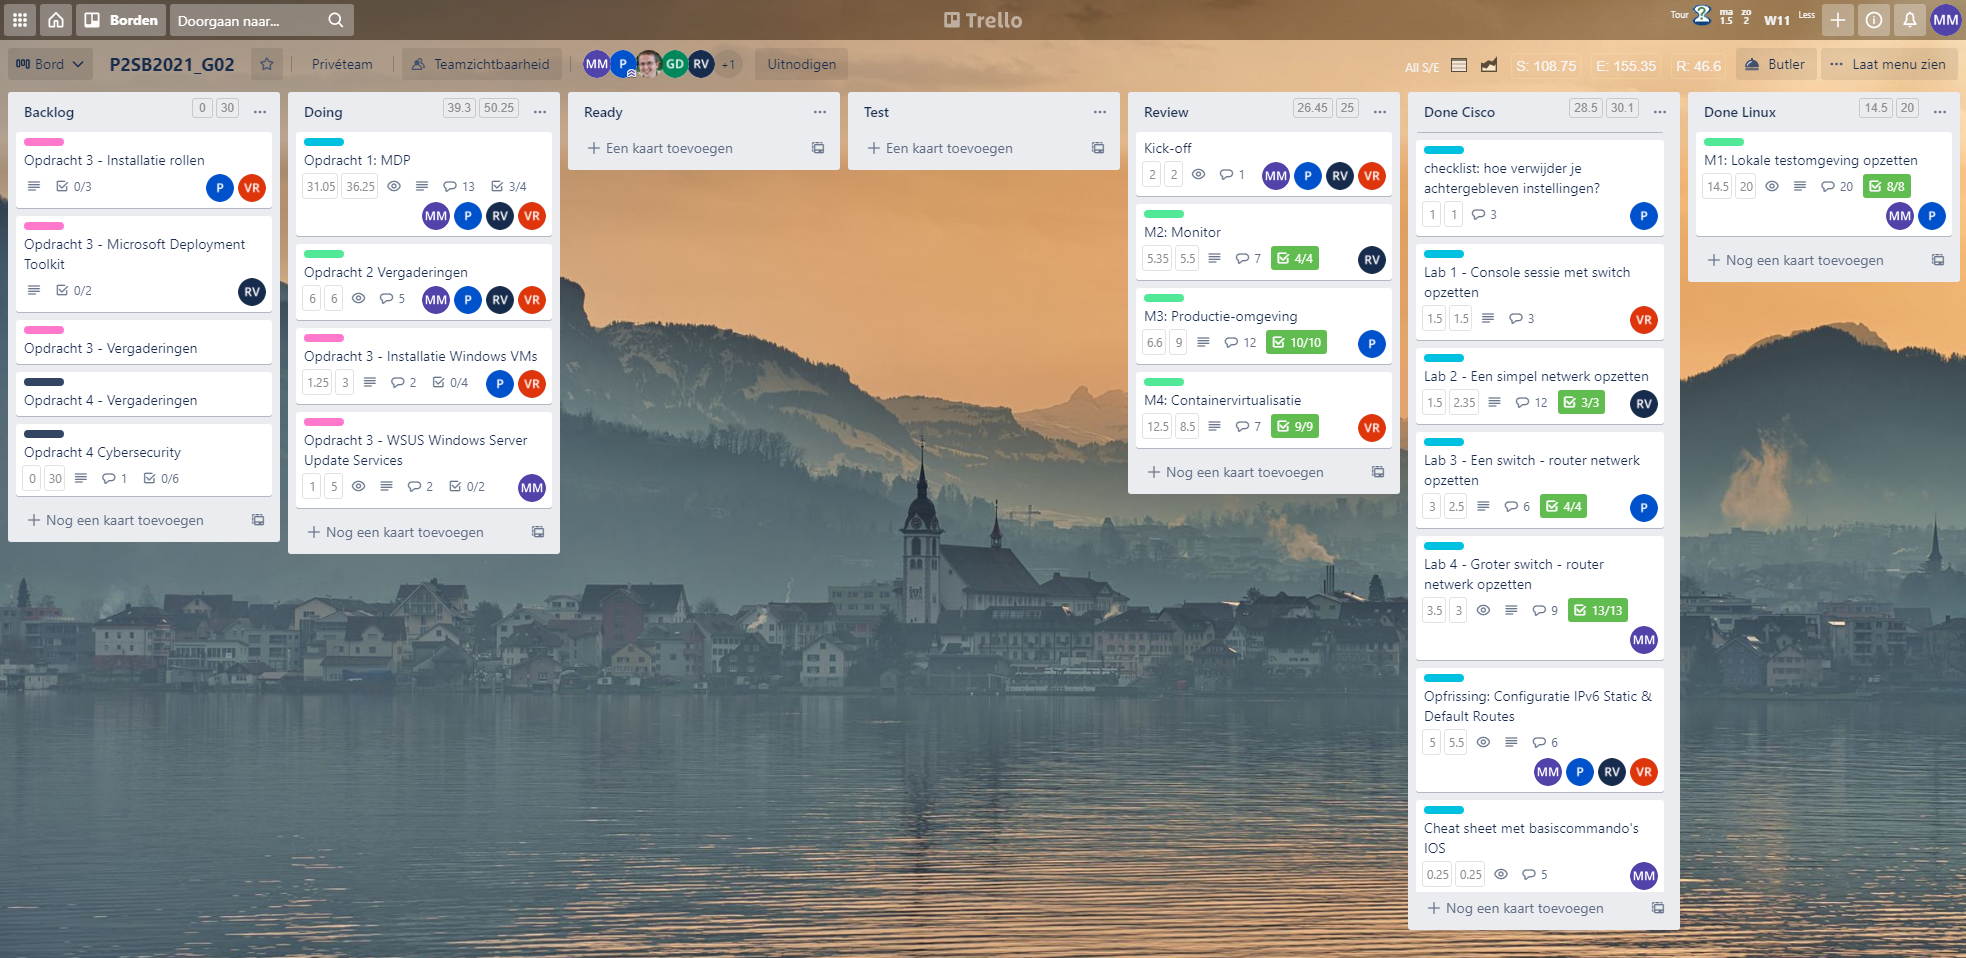 Borden
Doorgaan naar...
Trello
Tour
ma 1.5
zo 2
W11
Less
MM
Bord
P2SB2021_G02
Privéteam
Teamzichtbaarheid
MM P GD RV +1
Uitnodigen
All S/E
S: 108.75
E: 155.35
R: 46.6
Butler
Laat menu zien
Backlog
0 30
Opdracht 3 - Installatie rollen
0/3
P VR
Opdracht 3 - Microsoft Deployment
Toolkit
0/2
RV
Opdracht 3 - Vergaderingen
Opdracht 4 - Vergaderingen
Opdracht 4 Cybersecurity
0 30 1 0/6
Nog een kaart toevoegen
Doing
39.3 50.25
Opdracht 1: MDP
31.05 36.25 13 3/4
MM P RV VR
Opdracht 2 Vergaderingen
6 6 5 MM P RV VR
Opdracht 3 - Installatie Windows VMs
1.25 3 2 0/4 P VR
Opdracht 3 - WSUS Windows Server
Update Services
1 5 2 0/2 MM
Nog een kaart toevoegen
Ready
Een kaart toevoegen
Test
Een kaart toevoegen
Review
26.45 25
Kick-off
2 2 1 MM P RV VR
M2: Monitor
5.35 5.5 7 4/4 RV
M3: Productie-omgeving
6.6 9 12 10/10 P
M4: Containervirtualisatie
12.5 8.5 7 9/9 VR
Nog een kaart toevoegen
Done Cisco
28.5 30.1
checklist: hoe verwijder je
achtergebleven instellingen?
1 1 3 P
Lab 1 - Console sessie met switch
opzetten
1.5 1.5 3 VR
Lab 2 - Een simpel netwerk opzetten
1.5 2.35 12 3/3 RV
Lab 3 - Een switch - router netwerk
opzetten
3 2.5 6 4/4 P
Lab 4 - Groter switch - router
netwerk opzetten
3.5 3 9 13/13
MM
Opfrissing: Configuratie IPv6 Static &
Default Routes
5 5.5 6
MM P RV VR
Cheat sheet met basiscommando's
IOS
0.25 0.25 5 MM
Nog een kaart toevoegen
Done Linux
14.5 20
M1: Lokale testomgeving opzetten
14.5 20 20 8/8
MM P
Nog een kaart toevoegen